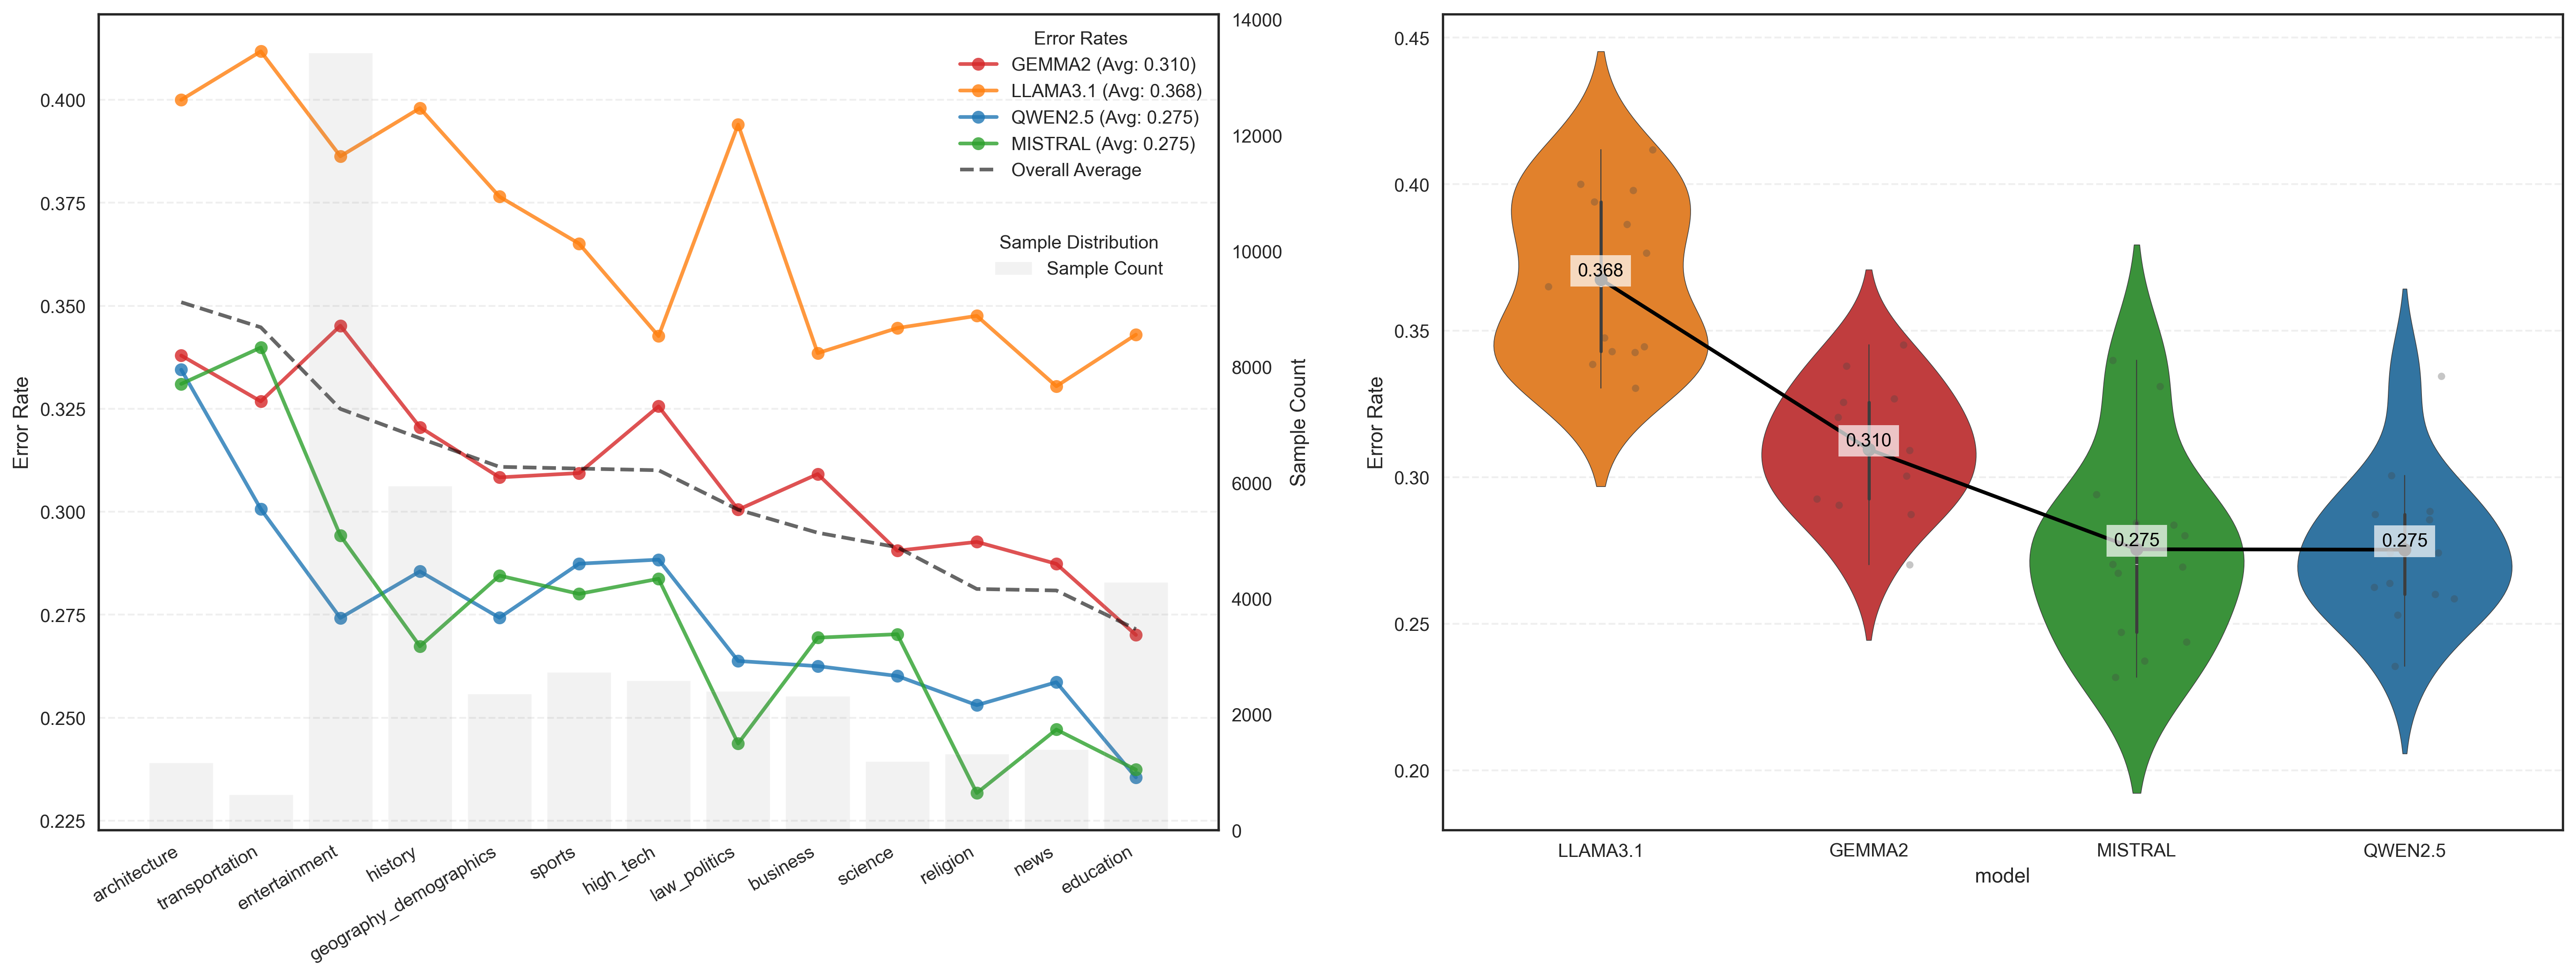 Error Rates
GEMMA2 (Avg: 0.310)
LLAMA3.1 (Avg: 0.368)
QWEN2.5 (Avg: 0.275)
MISTRAL (Avg: 0.275)
Overall Average
Sample Distribution
Sample Count
Error Rate
0.400
0.375
0.350
0.325
0.300
0.275
0.250
0.225
14000
12000
10000
8000
6000
4000
2000
0
Sample Count
architecture
transportation
entertainment
history
geography_demographics
sports
high_tech
law_politics
business
science
religion
news
education
Error Rate
0.45
0.40
0.35
0.30
0.25
0.20
0.368
0.310
0.275
0.275
LLAMA3.1
GEMMA2
MISTRAL
QWEN2.5
model